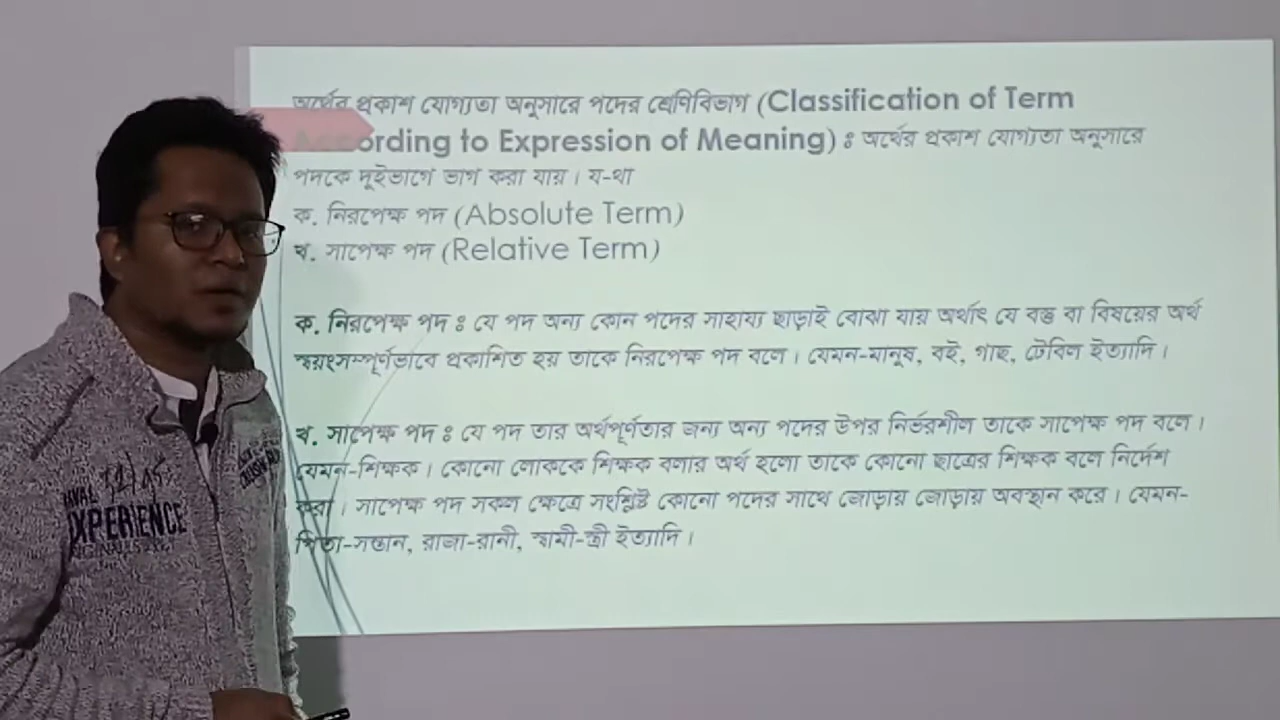 অর্থের প্রকাশ যোগ্যতা অনুসারে পদের শ্রেণিবিভাগ (Classification of Term
According to Expression of Meaning) ঃ অর্থের প্রকাশ যোগ্যতা অনুসারে
পদকে দুইভাগে ভাগ করা যায়। য-থা
ক. নিরপেক্ষ পদ (Absolute Term)
খ. সাপেক্ষ পদ (Relative Term)
ক. নিরপেক্ষ পদ ঃ যে পদ অন্য কোন পদের সাহায্য ছাড়াই বোঝা যায় অর্থাৎ যে বস্তু বা বিষয়ের অর্থ
স্বয়ংসম্পূর্ণভাবে প্রকাশিত হয় তাকে নিরপেক্ষ পদ বলে। যেমন-মানুষ, বই, গাছ, টেবিল ইত্যাদি।
খ. সাপেক্ষ পদ ঃ যে পদ তার অর্থপূর্ণতার জন্য অন্য পদের উপর নির্ভরশীল তাকে সাপেক্ষ পদ বলে।
যেমন-শিক্ষক। কোনো লোককে শিক্ষক বলার অর্থ হলো তাকে কোনো ছাত্রের শিক্ষক বলে নির্দেশ
করা। সাপেক্ষ পদ সকল ক্ষেত্রে সংশ্লিষ্ট কোনো পদের সাথে জোড়ায় জোড়ায় অবস্থান করে। যেমন-
পিতা-সন্তান, রাজা-রানী, স্বামী-স্ত্রী ইত্যাদি।
EXPERIENCE